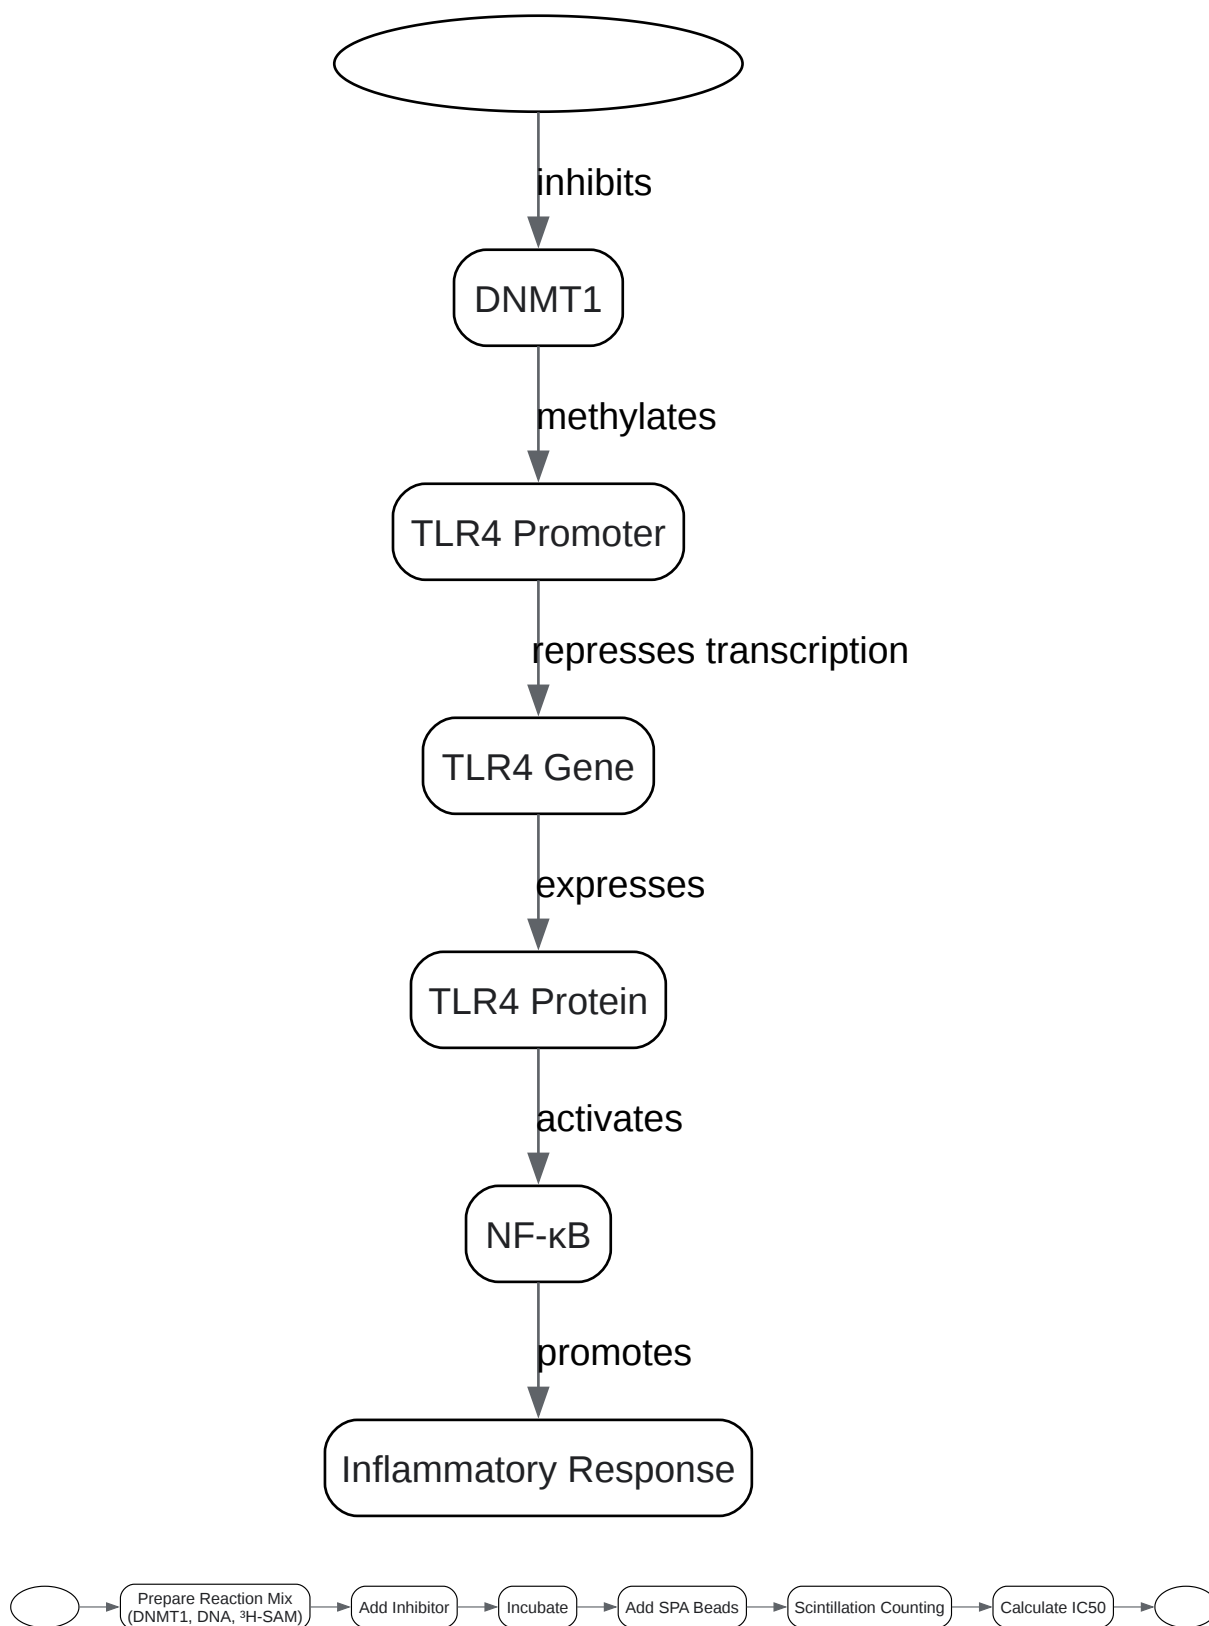 inhibits
DNMT1
methylates
TLR4 Promoter
represses transcription
TLR4 Gene
expresses
TLR4 Protein
activates
NF-κB
promotes
Inflammatory Response
Prepare Reaction Mix
(DNMT1, DNA, ³H-SAM)
Add Inhibitor
Incubate
Add SPA Beads
Scintillation Counting
Calculate IC50